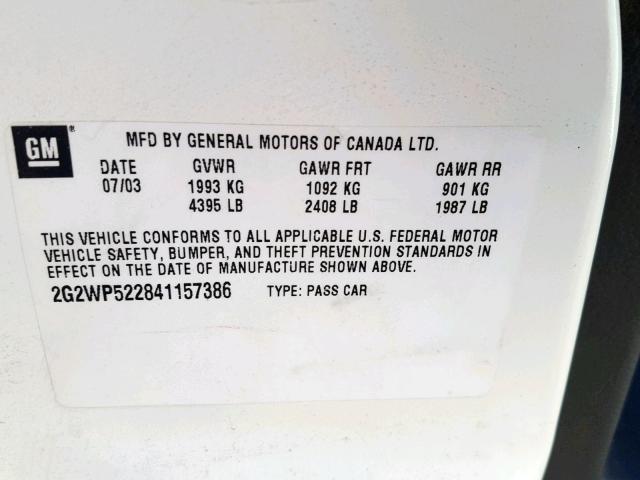 GM ®
MFD BY GENERAL MOTORS OF CANADA LTD.
DATE GVWR GAWR FRT GAWR RR
07/03 1993 KG 1092 KG 901 KG
4395 LB 2408 LB 1987 LB
THIS VEHICLE CONFORMS TO ALL APPLICABLE U.S. FEDERAL MOTOR
VEHICLE SAFETY, BUMPER, AND THEFT PREVENTION STANDARDS IN
EFFECT ON THE DATE OF MANUFACTURE SHOWN ABOVE.
2G2WP522841157386 TYPE: PASS CAR